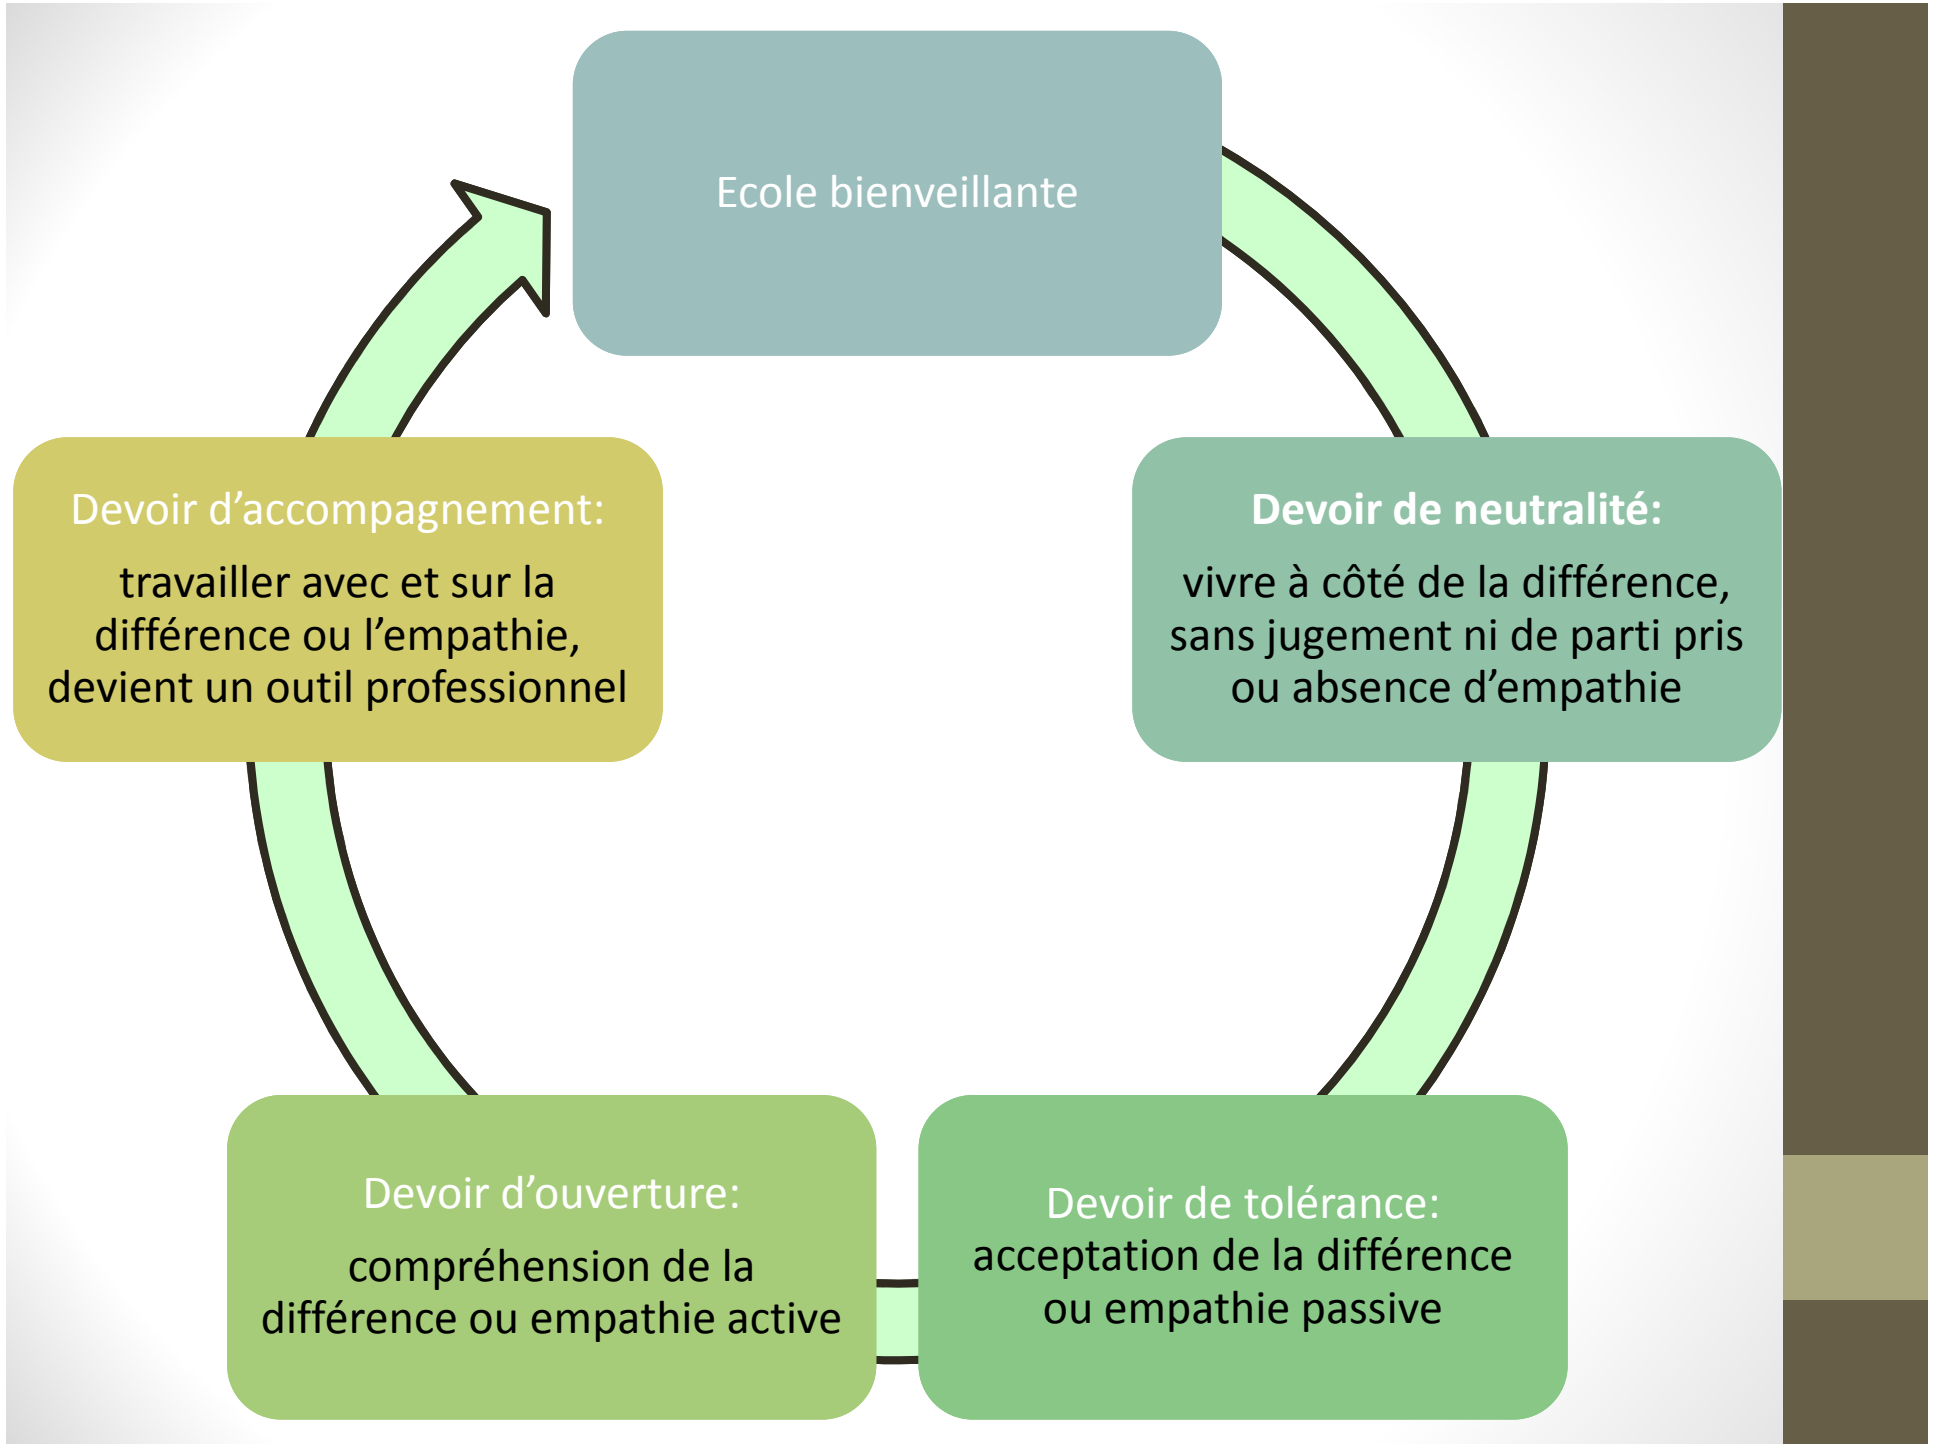 Ecole bienveillante
Devoir de neutralité:
vivre à côté de la différence,
sans jugement ni de parti pris
ou absence d’empathie
Devoir de tolérance:
acceptation de la différence
ou empathie passive
Devoir d’ouverture:
compréhension de la
différence ou empathie active
Devoir d’accompagnement:
travailler avec et sur la
différence ou l’empathie,
devient un outil professionnel